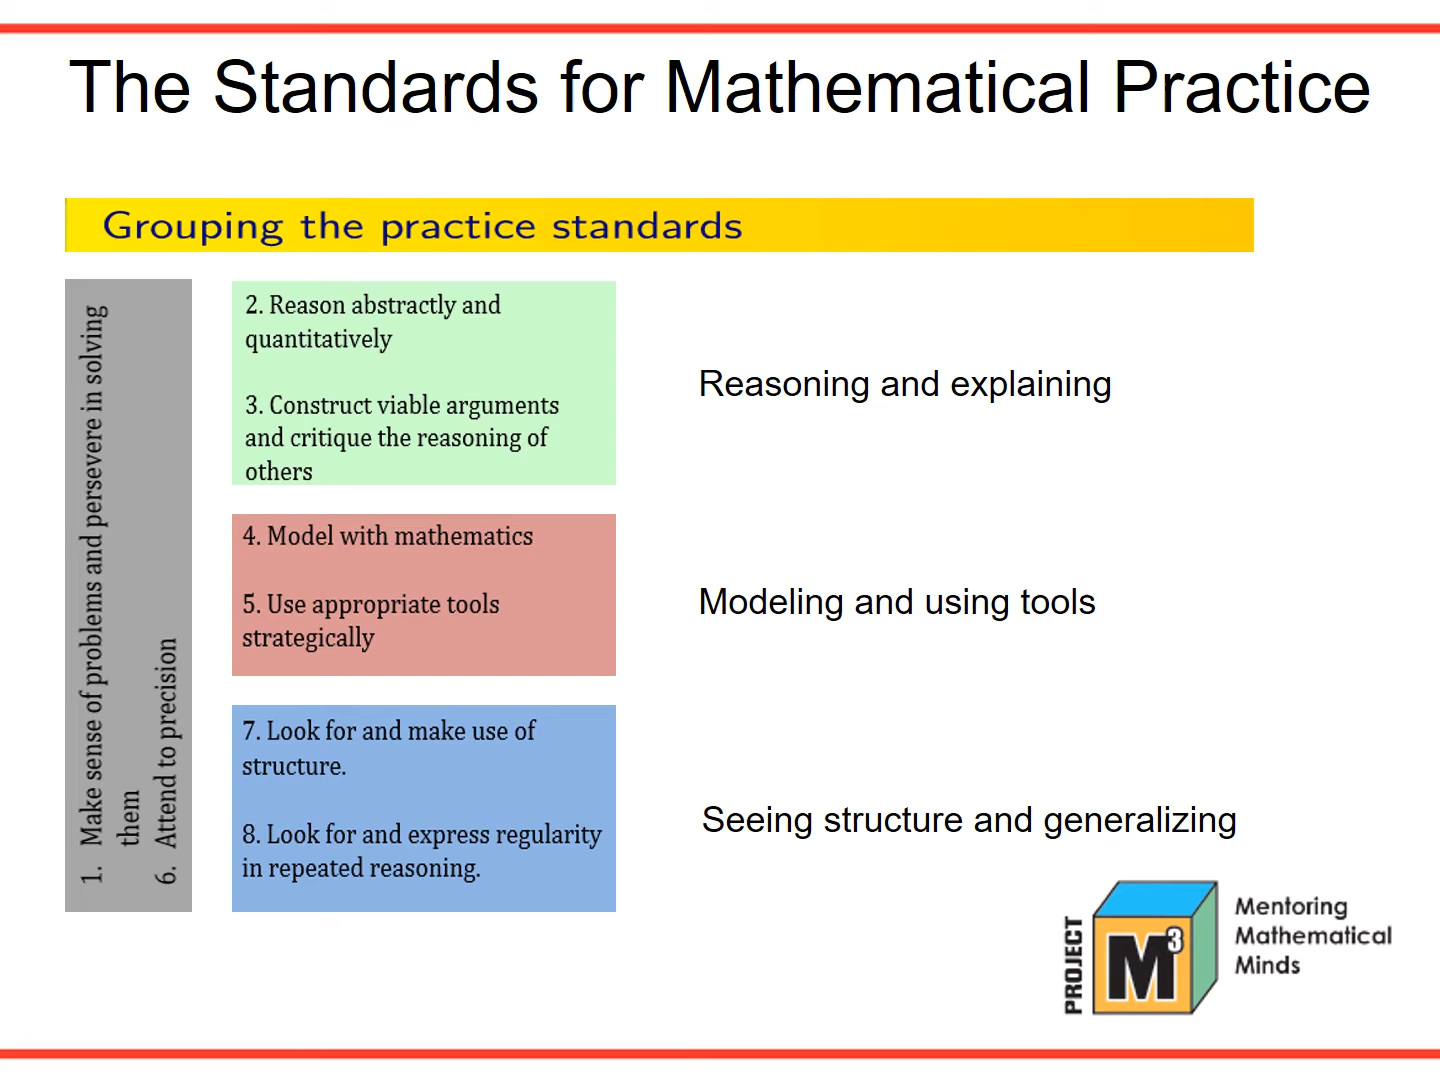 The Standards for Mathematical Practice
Grouping the practice standards
1. Make sense of problems and persevere in solving
them
6. Attend to precision
2. Reason abstractly and
quantitatively
3. Construct viable arguments
and critique the reasoning of
others
Reasoning and explaining
4. Model with mathematics
5. Use appropriate tools
strategically
Modeling and using tools
7. Look for and make use of
structure.
8. Look for and express regularity
in repeated reasoning.
Seeing structure and generalizing
PROJECT
M3
Mentoring
Mathematical
Minds